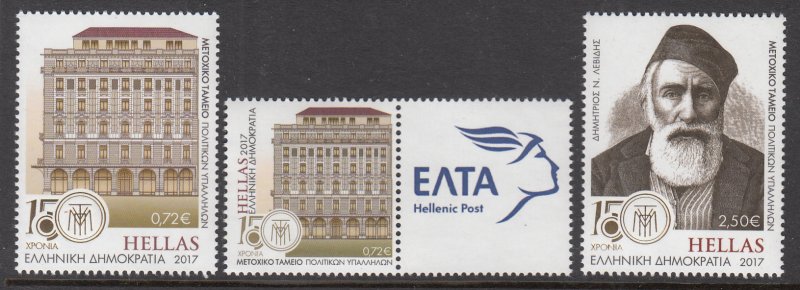 ΜΕΤΟΧΙΚΟ ΤΑΜΕΙΟ ΠΟΛΙΤΙΚΩΝ ΥΠΑΛΛΗΛΩΝ
150
ΧΡΟΝΙΑ
0,72€
HELLAS
ΕΛΛΗΝΙΚΗ ΔΗΜΟΚΡΑΤΙΑ 2017
HELLAS 2017
ΕΛΛΗΝΙΚΗ ΔΗΜΟΚΡΑΤΙΑ
150
ΧΡΟΝΙΑ
0,72€
ΜΕΤΟΧΙΚΟ ΤΑΜΕΙΟ ΠΟΛΙΤΙΚΩΝ ΥΠΑΛΛΗΛΩΝ
ΕΛΤΑ
Hellenic Post
ΔΗΜΗΤΡΙΟΣ Ν. ΛΕΒΙΔΗΣ
ΜΕΤΟΧΙΚΟ ΤΑΜΕΙΟ ΠΟΛΙΤΙΚΩΝ ΥΠΑΛΛΗΛΩΝ
150
ΧΡΟΝΙΑ
2,50€
HELLAS
ΕΛΛΗΝΙΚΗ ΔΗΜΟΚΡΑΤΙΑ 2017